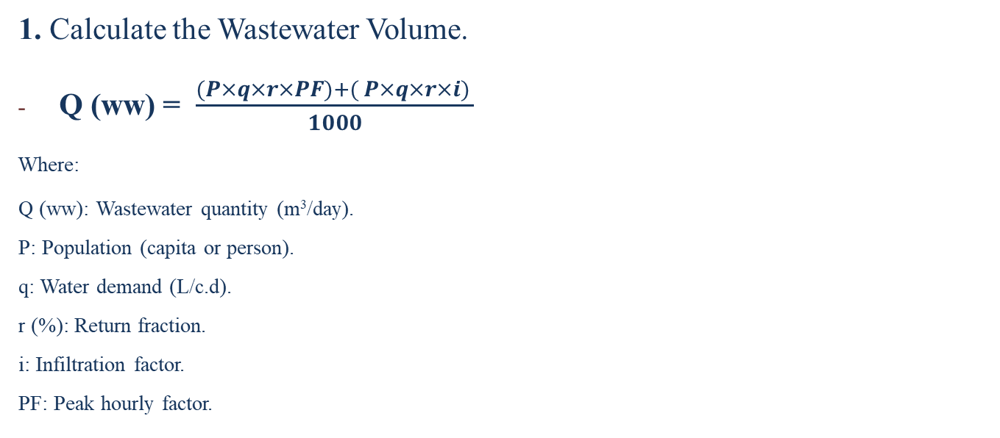 1. Calculate the Wastewater Volume.
- Q (ww) = (P×q×r×PF)+( P×q×r×i)
1000
Where:
Q (ww): Wastewater quantity (m³/day).
P: Population (capita or person).
q: Water demand (L/c.d).
r (%): Return fraction.
i: Infiltration factor.
PF: Peak hourly factor.